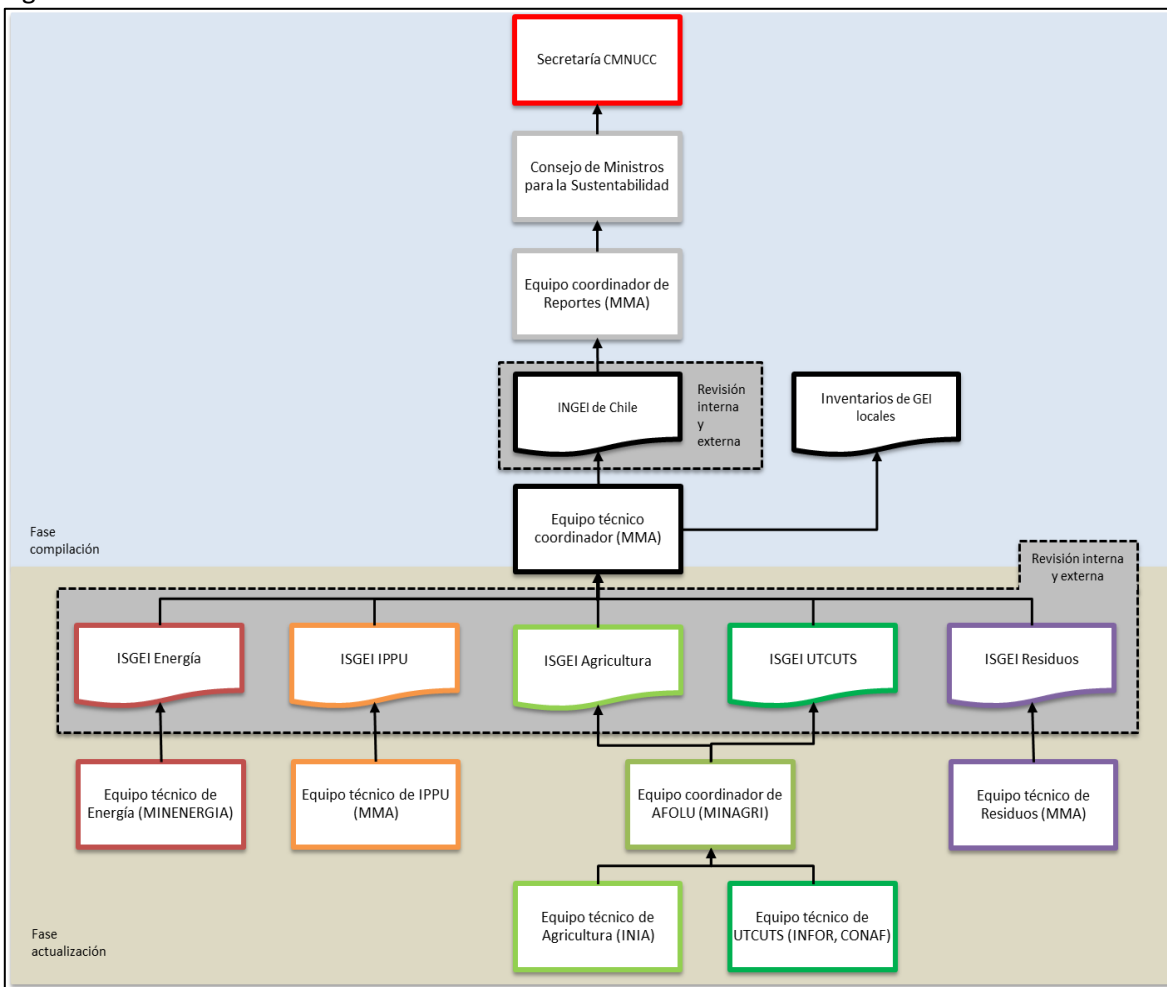 Secretaría CMNUCC
Consejo de Ministros
para la Sustentabilidad
Equipo coordinador de
Reportes (MMA)
INGEI de Chile
Revisión
interna
y
externa
Inventarios de GEI
locales
Equipo técnico
coordinador (MMA)
Fase
compilación
Revisión interna
y externa
ISGEI Energía
ISGEI IPPU
ISGEI Agricultura
ISGEI UTCUTS
ISGEI Residuos
Equipo técnico de
Energía (MINENERGIA)
Equipo técnico de IPPU
(MMA)
Equipo coordinador de
AFOLU (MINAGRI)
Equipo técnico de
Residuos (MMA)
Equipo técnico de
Agricultura (INIA)
Equipo técnico de
UTCUTS (INFOR, CONAF)
Fase
actualización